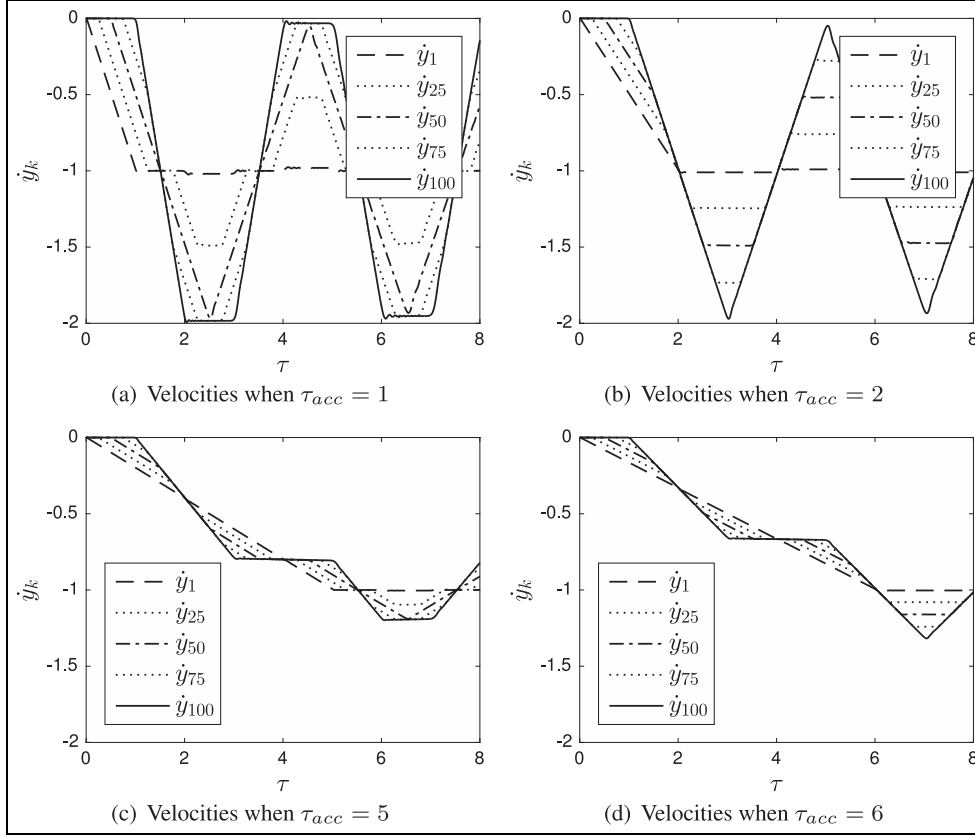 0
-0.5
-1
-1.5
-2
ẏ_k
0 2 4 6 8
τ
ẏ_1
ẏ_25
ẏ_50
ẏ_75
ẏ_100
(a) Velocities when τ_acc = 1
0
-0.5
-1
-1.5
-2
ẏ_k
0 2 4 6 8
τ
ẏ_1
ẏ_25
ẏ_50
ẏ_75
ẏ_100
(b) Velocities when τ_acc = 2
0
-0.5
-1
-1.5
-2
ẏ_k
0 2 4 6 8
τ
ẏ_1
ẏ_25
ẏ_50
ẏ_75
ẏ_100
(c) Velocities when τ_acc = 5
0
-0.5
-1
-1.5
-2
ẏ_k
0 2 4 6 8
τ
ẏ_1
ẏ_25
ẏ_50
ẏ_75
ẏ_100
(d) Velocities when τ_acc = 6